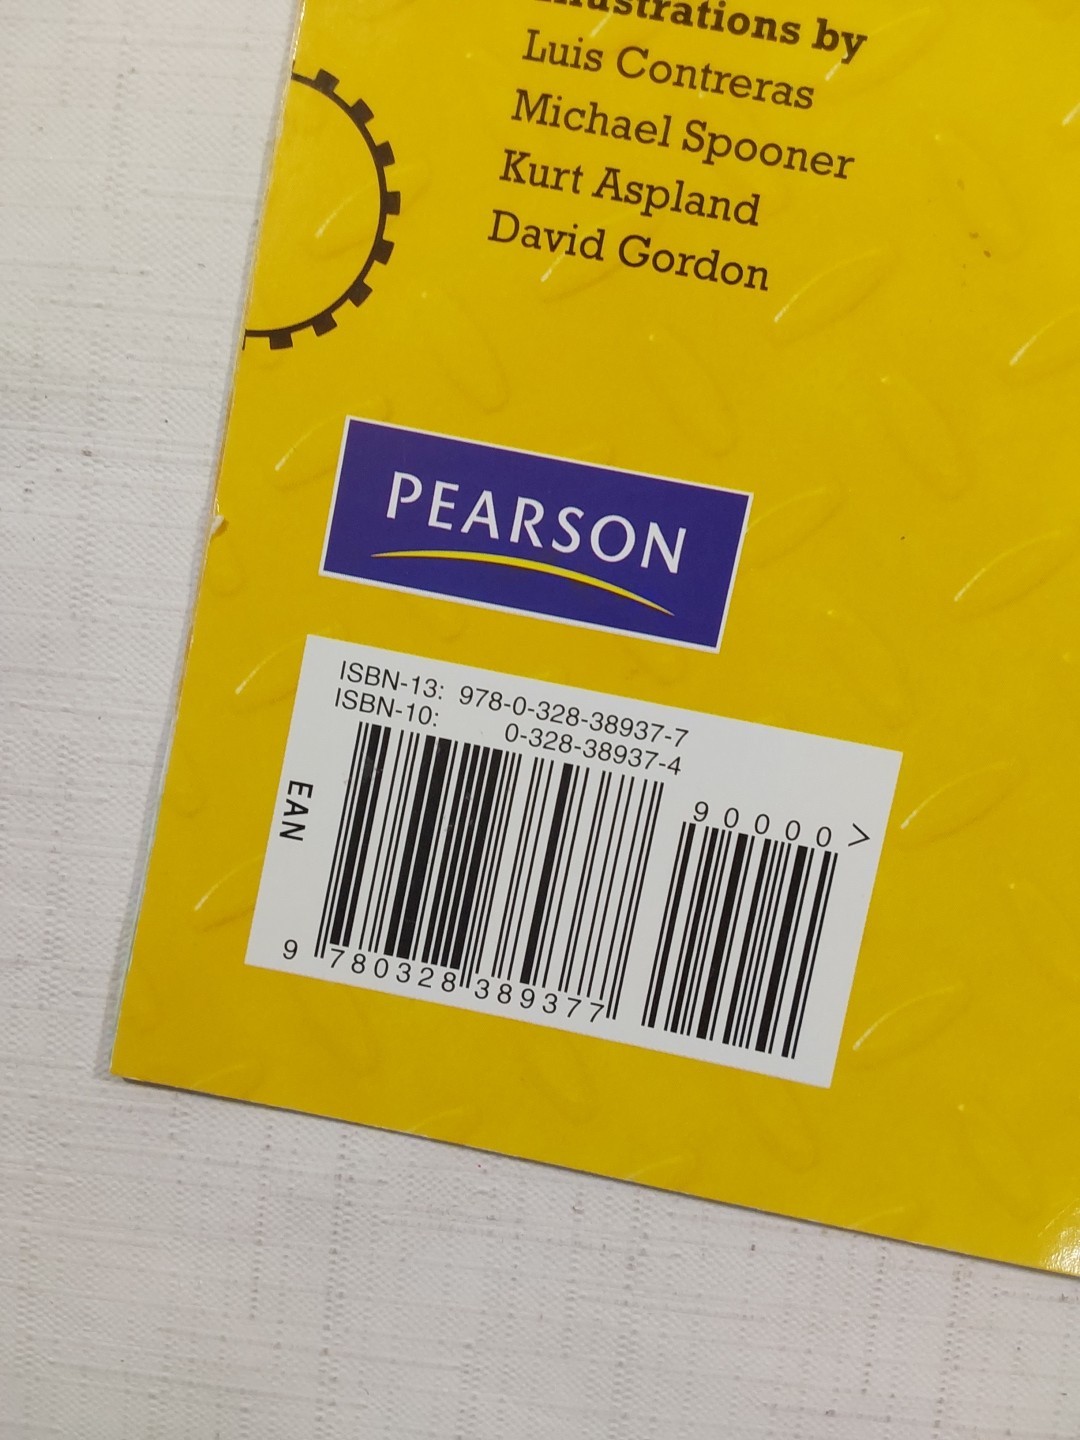 Illustrations by
Luis Contreras
Michael Spooner
Kurt Aspland
David Gordon
PEARSON
ISBN-13: 978-0-328-38937-7
ISBN-10: 0-328-38937-4
EAN
90000>
9 780328 389377